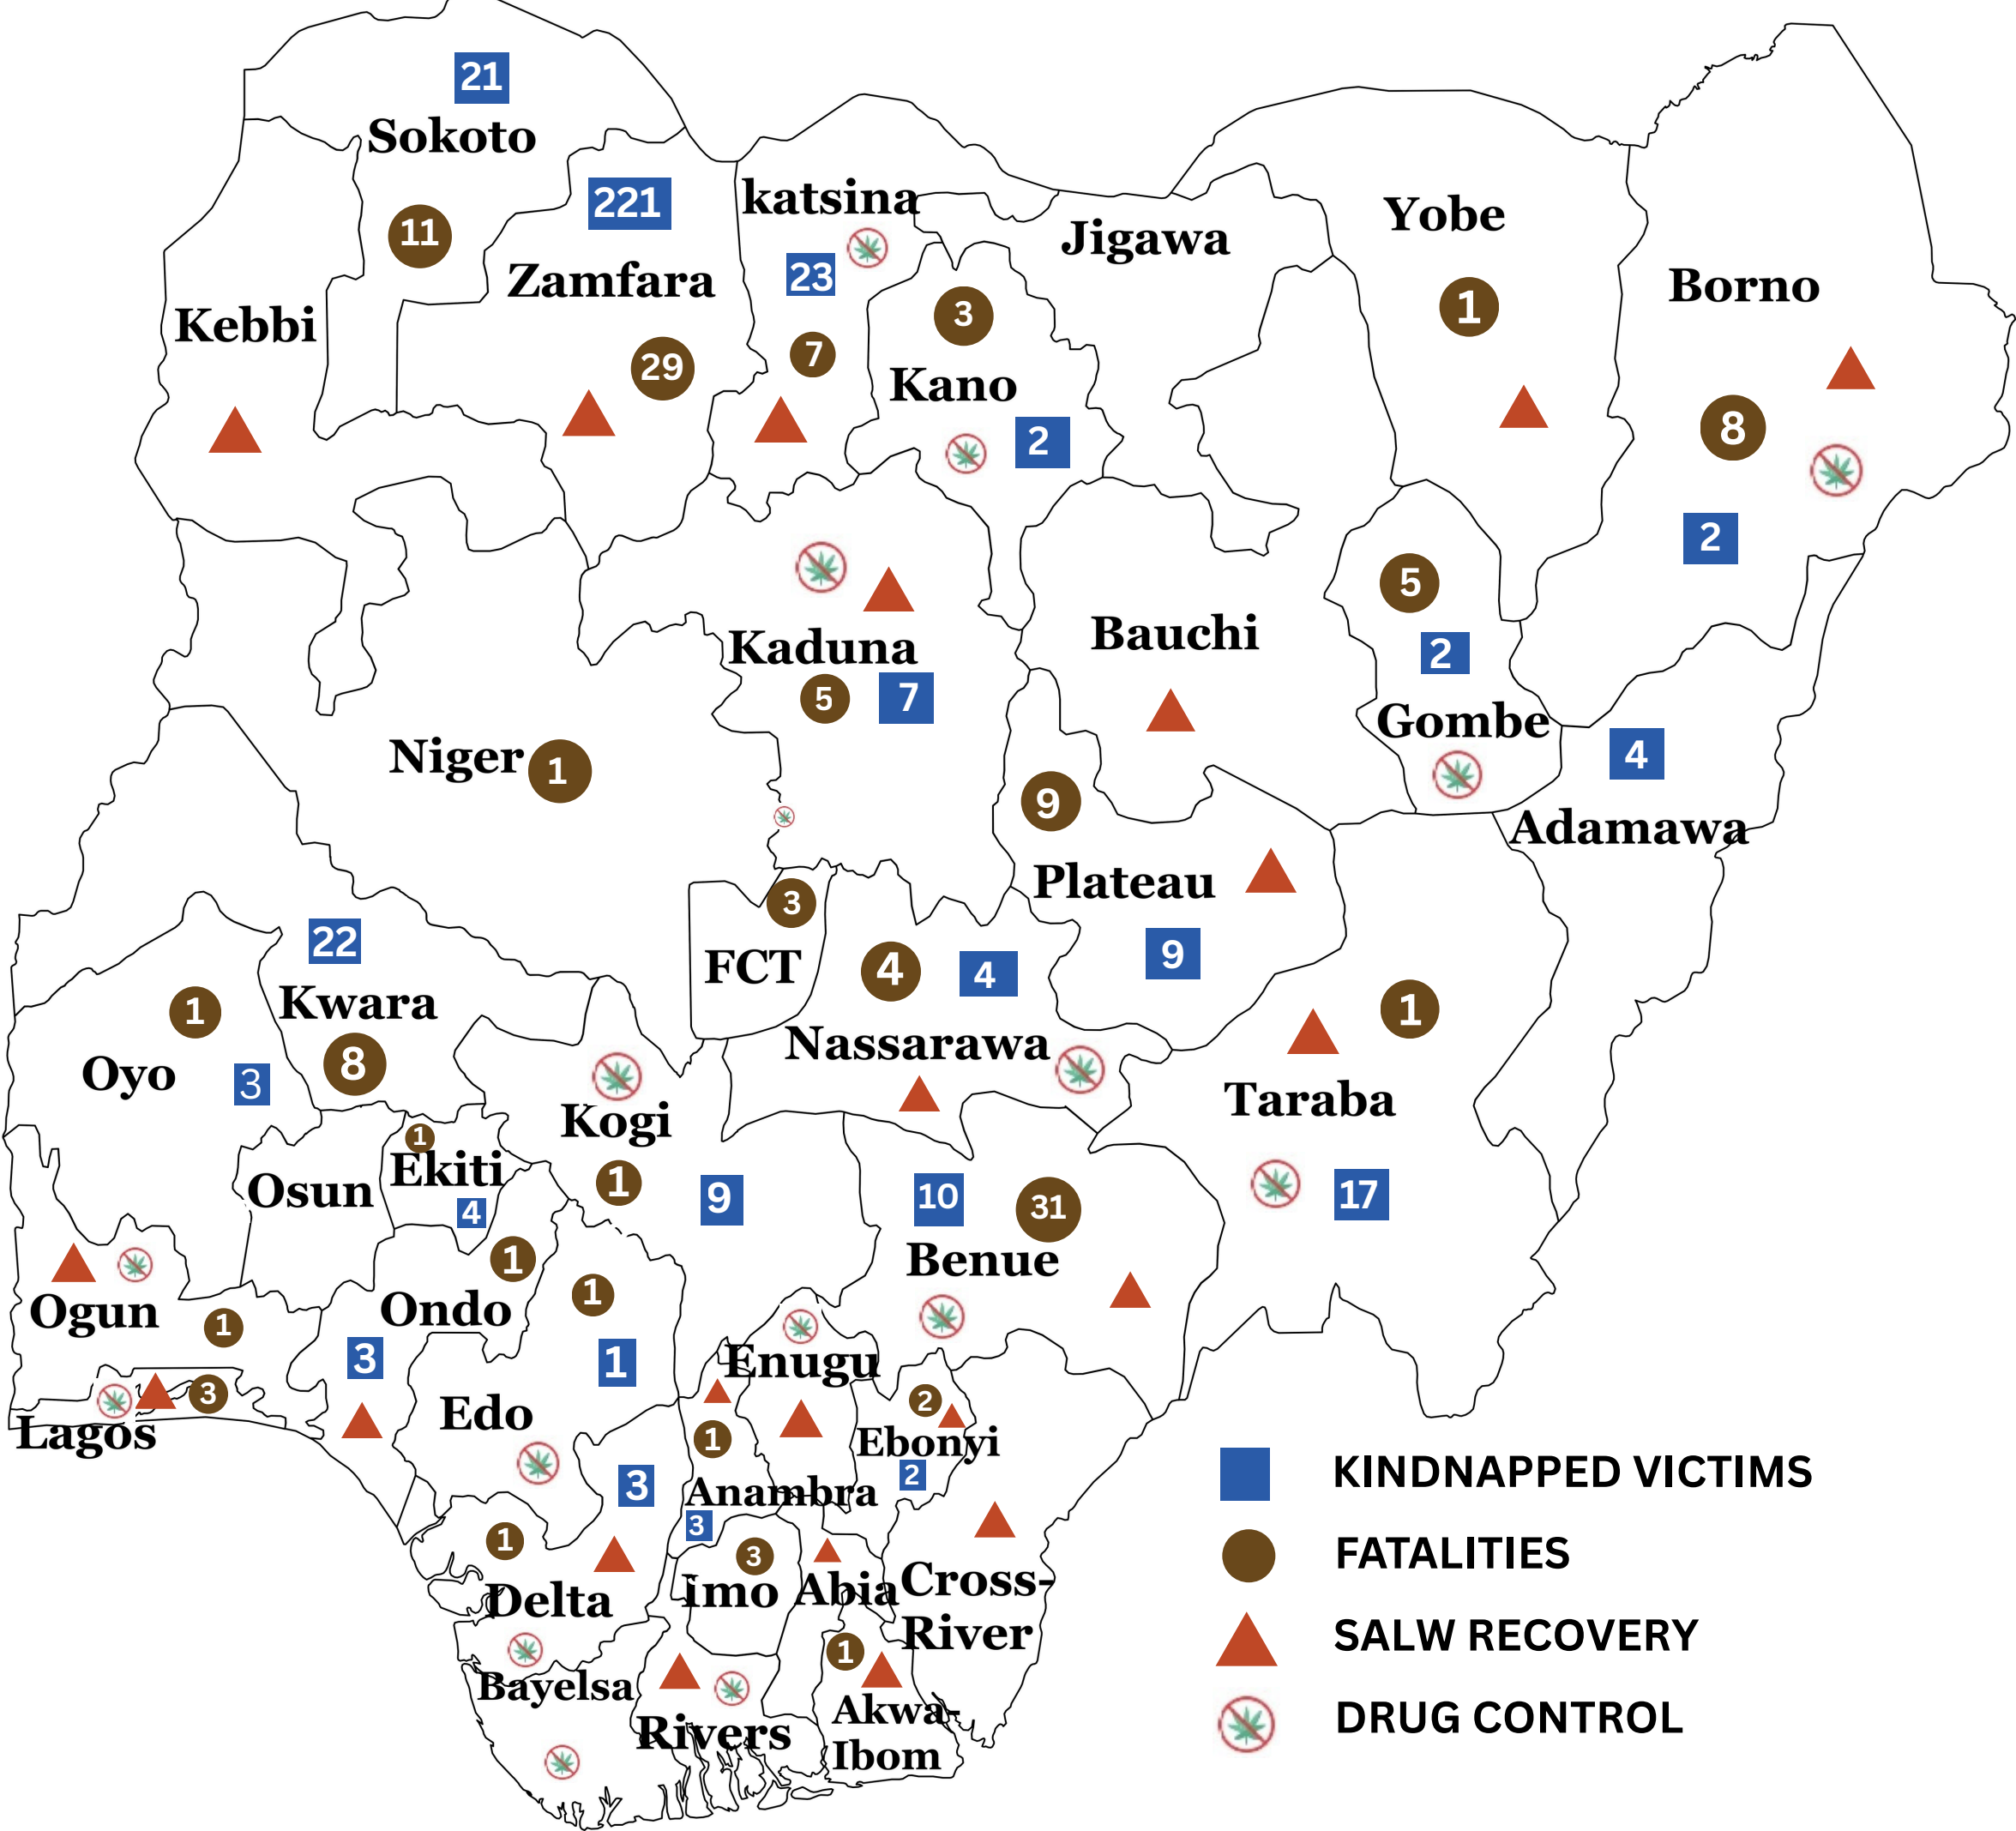 21
Sokoto
11
221
Zamfara
29
katsina
23
7
Kebbi
3
Kano
2
Jigawa
Yobe
1
Borno
8
2
Kaduna
5
7
Bauchi
5
2
Gombe
4
Adamawa
Niger
1
9
Plateau
9
3
FCT
4
4
Nassarawa
22
Kwara
8
1
Oyo
3
1
Taraba
17
Kogi
1
9
1
Ekiti
4
Osun
10
31
Benue
1
Ondo
3
Ogun
1
3
Lagos
1
1
Edo
Enugu
1
Anambra
3
2
Ebonyi
2
3
1
Delta
3
Imo
Abia
Cross-
River
Bayelsa
Rivers
1
Akwa-
Ibom
KINDNAPPED VICTIMS
FATALITIES
SALW RECOVERY
DRUG CONTROL